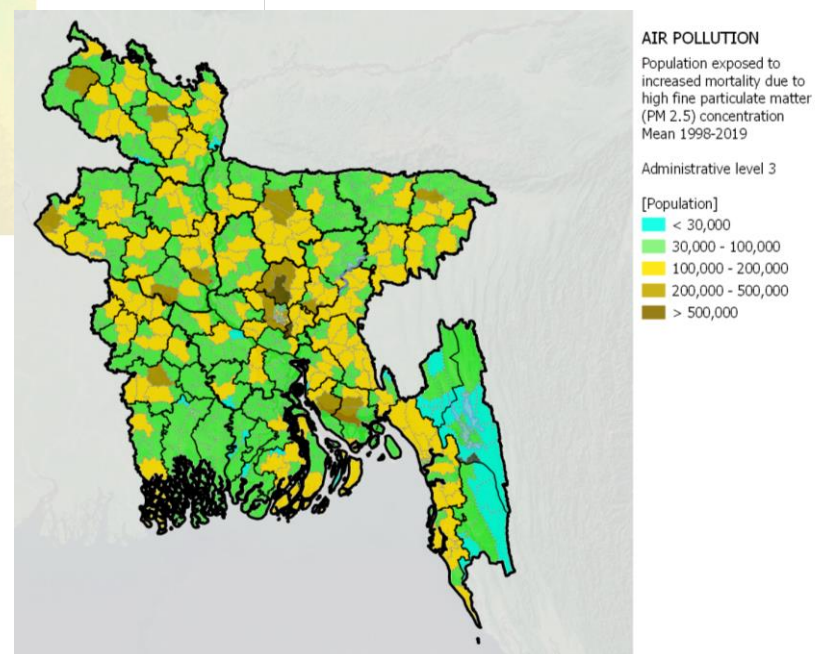 AIR POLLUTION
Population exposed to
increased mortality due to
high fine particulate matter
(PM 2.5) concentration
Mean 1998-2019
Administrative level 3
[Population]
< 30,000
30,000 - 100,000
100,000 - 200,000
200,000 - 500,000
> 500,000